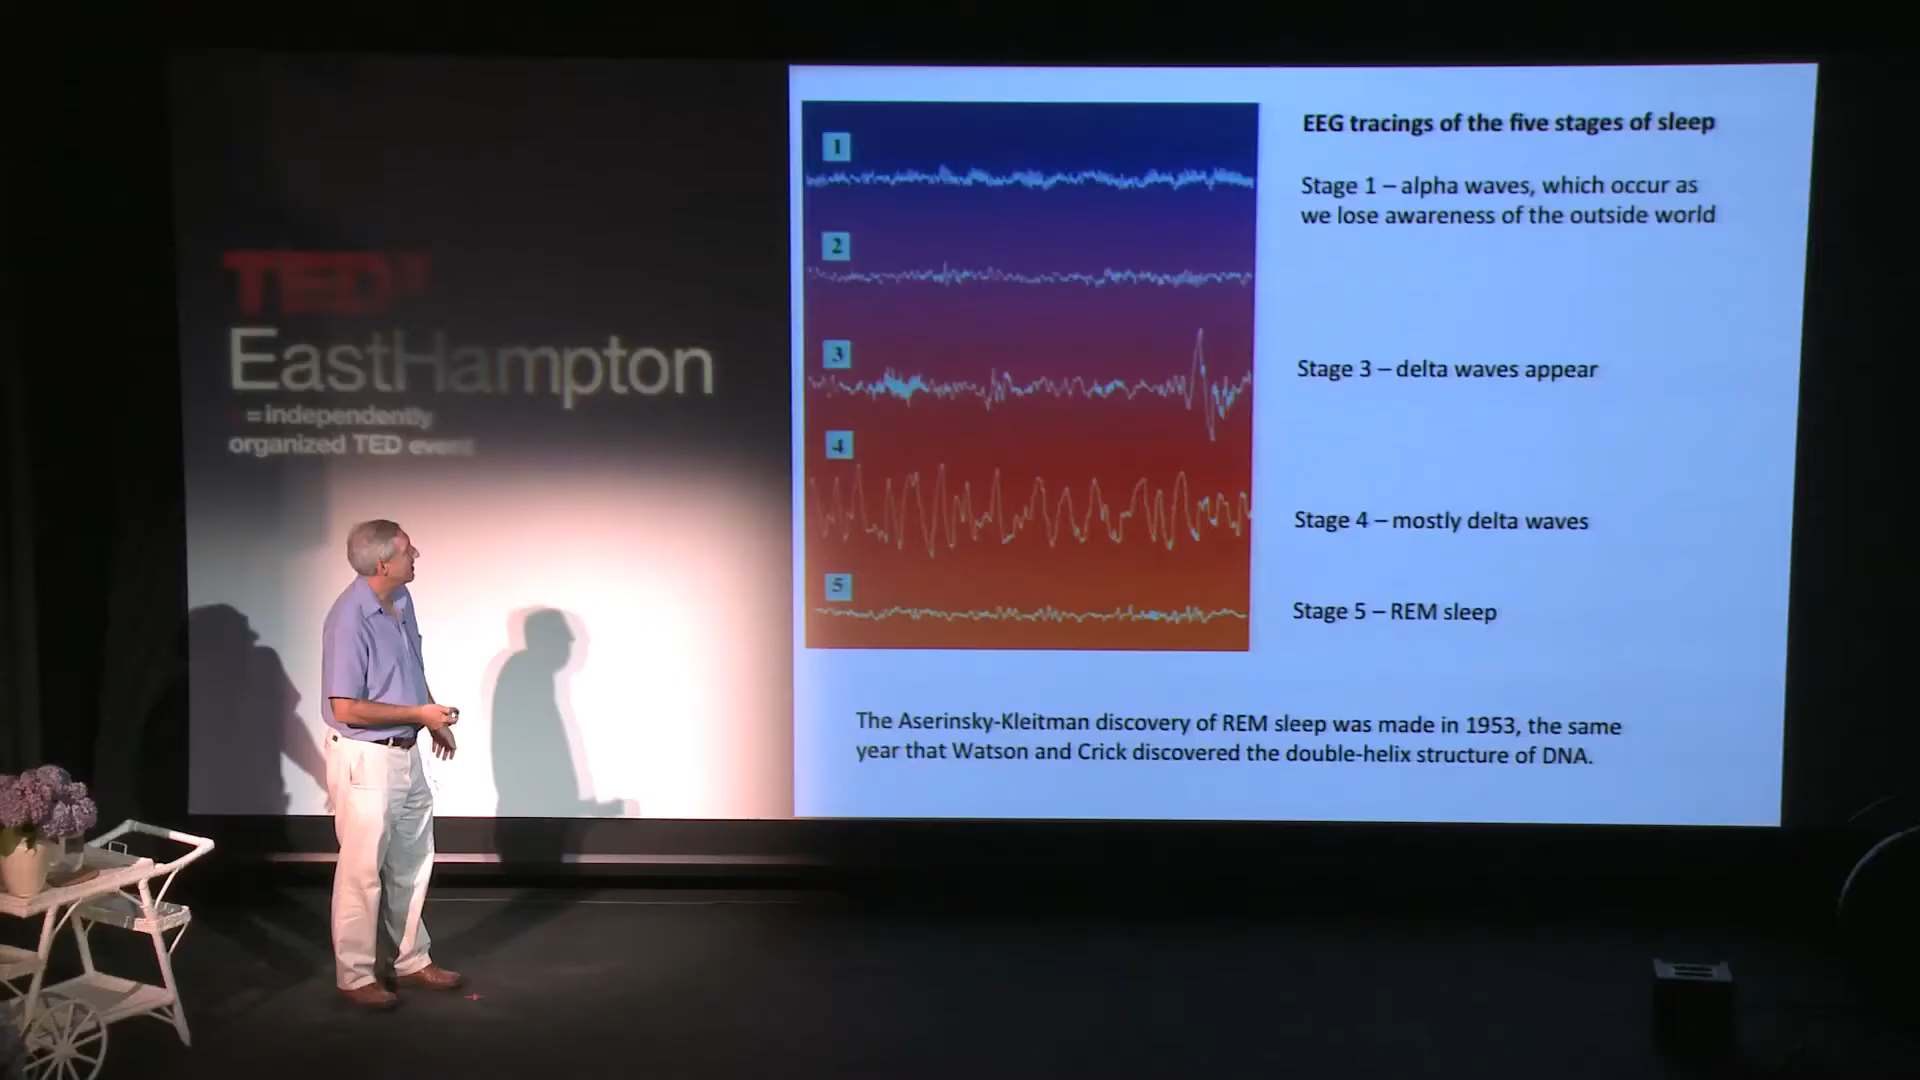 TEDx
EastHampton
x = independently
organized TED event
1
2
3
4
5
EEG tracings of the five stages of sleep
Stage 1 – alpha waves, which occur as
we lose awareness of the outside world
Stage 3 – delta waves appear
Stage 4 – mostly delta waves
Stage 5 – REM sleep
The Aserinsky-Kleitman discovery of REM sleep was made in 1953, the same
year that Watson and Crick discovered the double-helix structure of DNA.